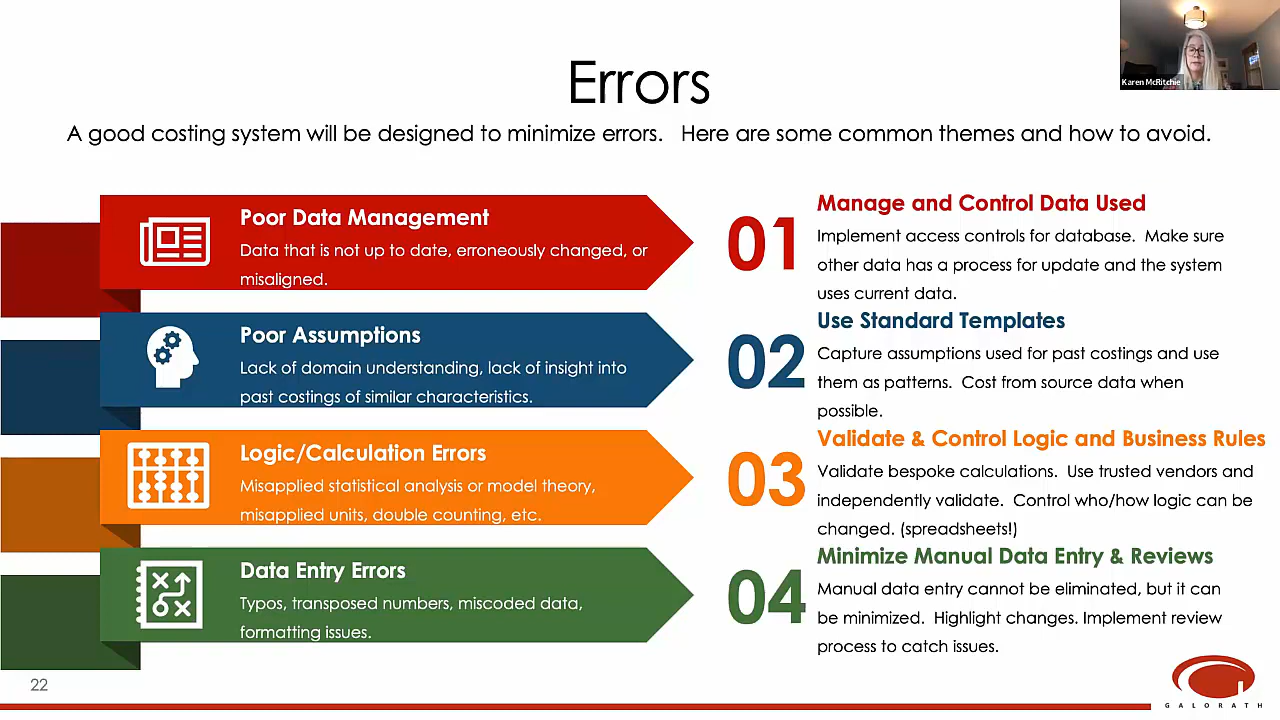 Karen McRitchie
Errors
A good costing system will be designed to minimize errors.   Here are some common themes and how to avoid.
Poor Data Management
Data that is not up to date, erroneously changed, or
misaligned.
01
Manage and Control Data Used
Implement access controls for database.  Make sure
other data has a process for update and the system
uses current data.
Poor Assumptions
Lack of domain understanding, lack of insight into
past costings of similar characteristics.
02
Use Standard Templates
Capture assumptions used for past costings and use
them as patterns.  Cost from source data when
possible.
Logic/Calculation Errors
Misapplied statistical analysis or model theory,
misapplied units, double counting, etc.
03
Validate & Control Logic and Business Rules
Validate bespoke calculations.  Use trusted vendors and
independently validate.  Control who/how logic can be
changed. (spreadsheets!)
Data Entry Errors
Typos, transposed numbers, miscoded data,
formatting issues.
04
Minimize Manual Data Entry & Reviews
Manual data entry cannot be eliminated, but it can
be minimized.  Highlight changes. Implement review
process to catch issues.
22
GALORATH